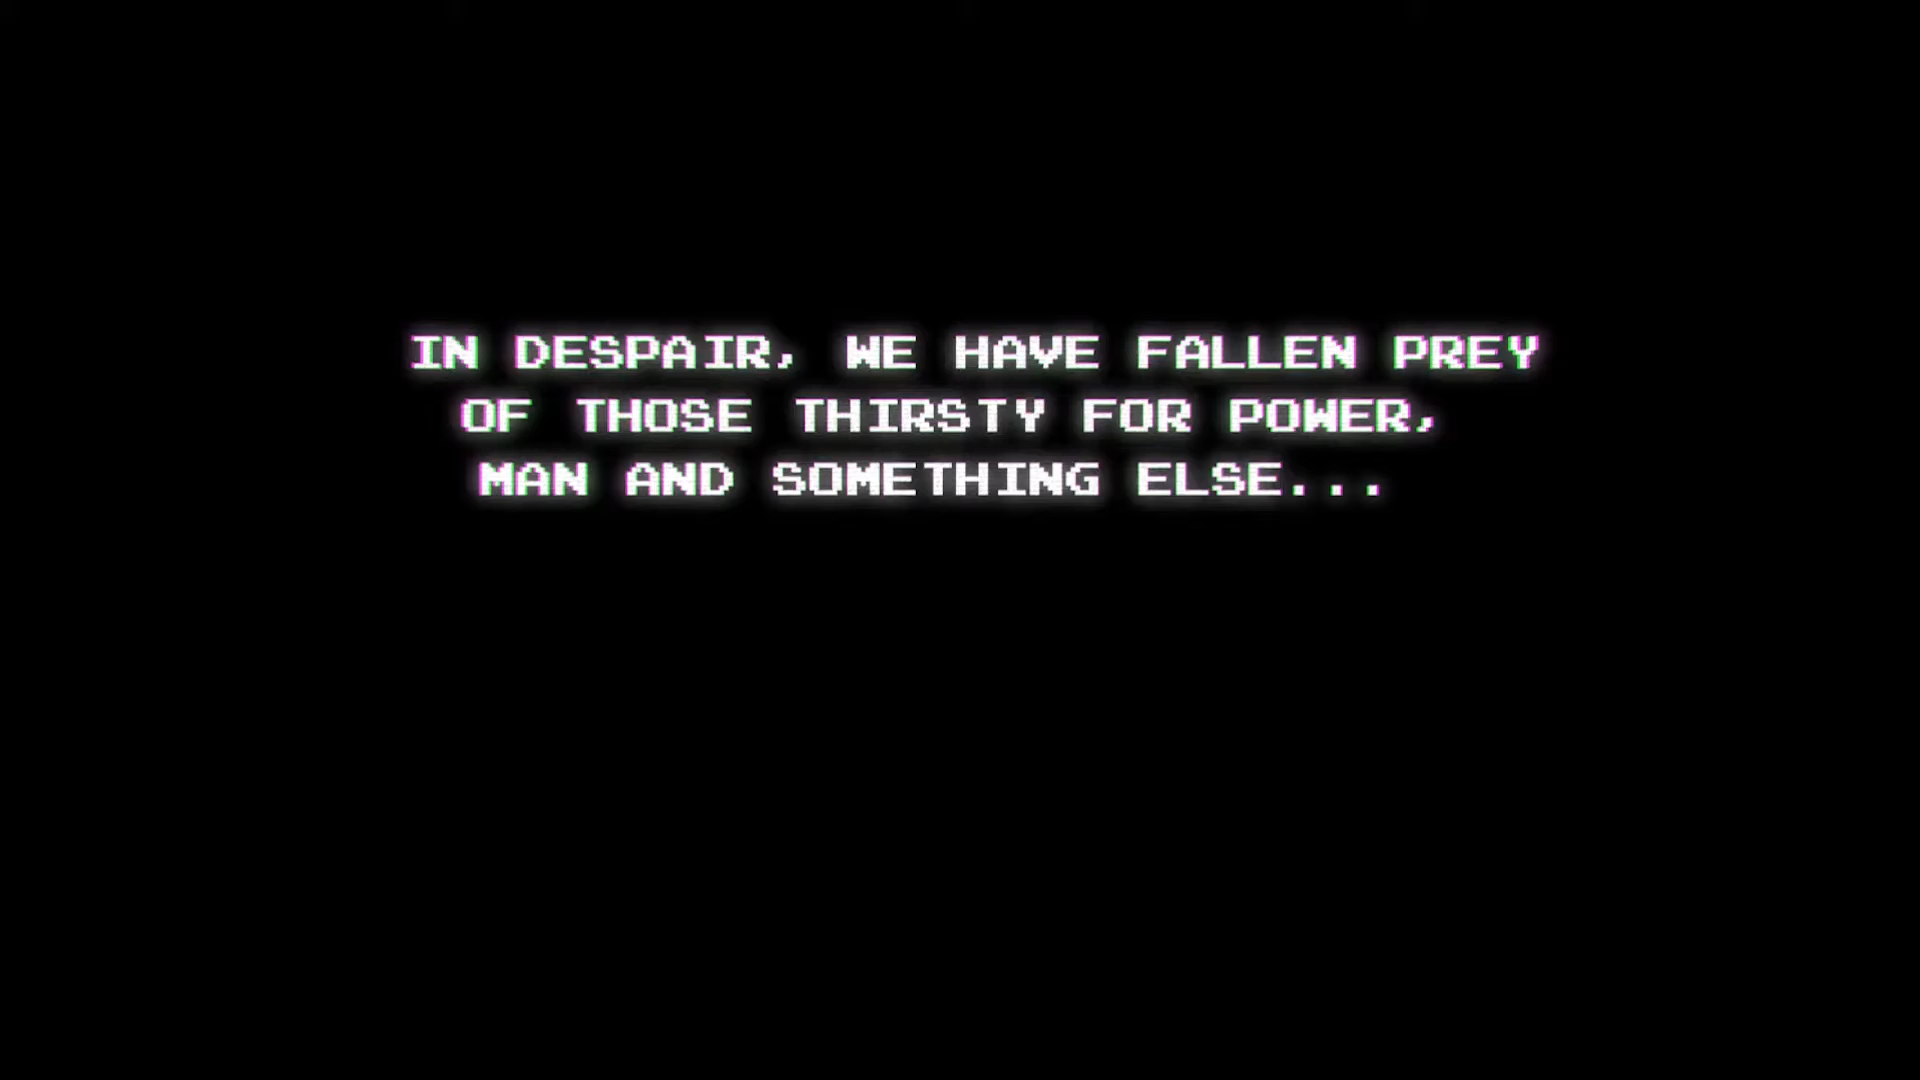 IN DESPAIR, WE HAVE FALLEN PREY
OF THOSE THIRSTY FOR POWER,
MAN AND SOMETHING ELSE...